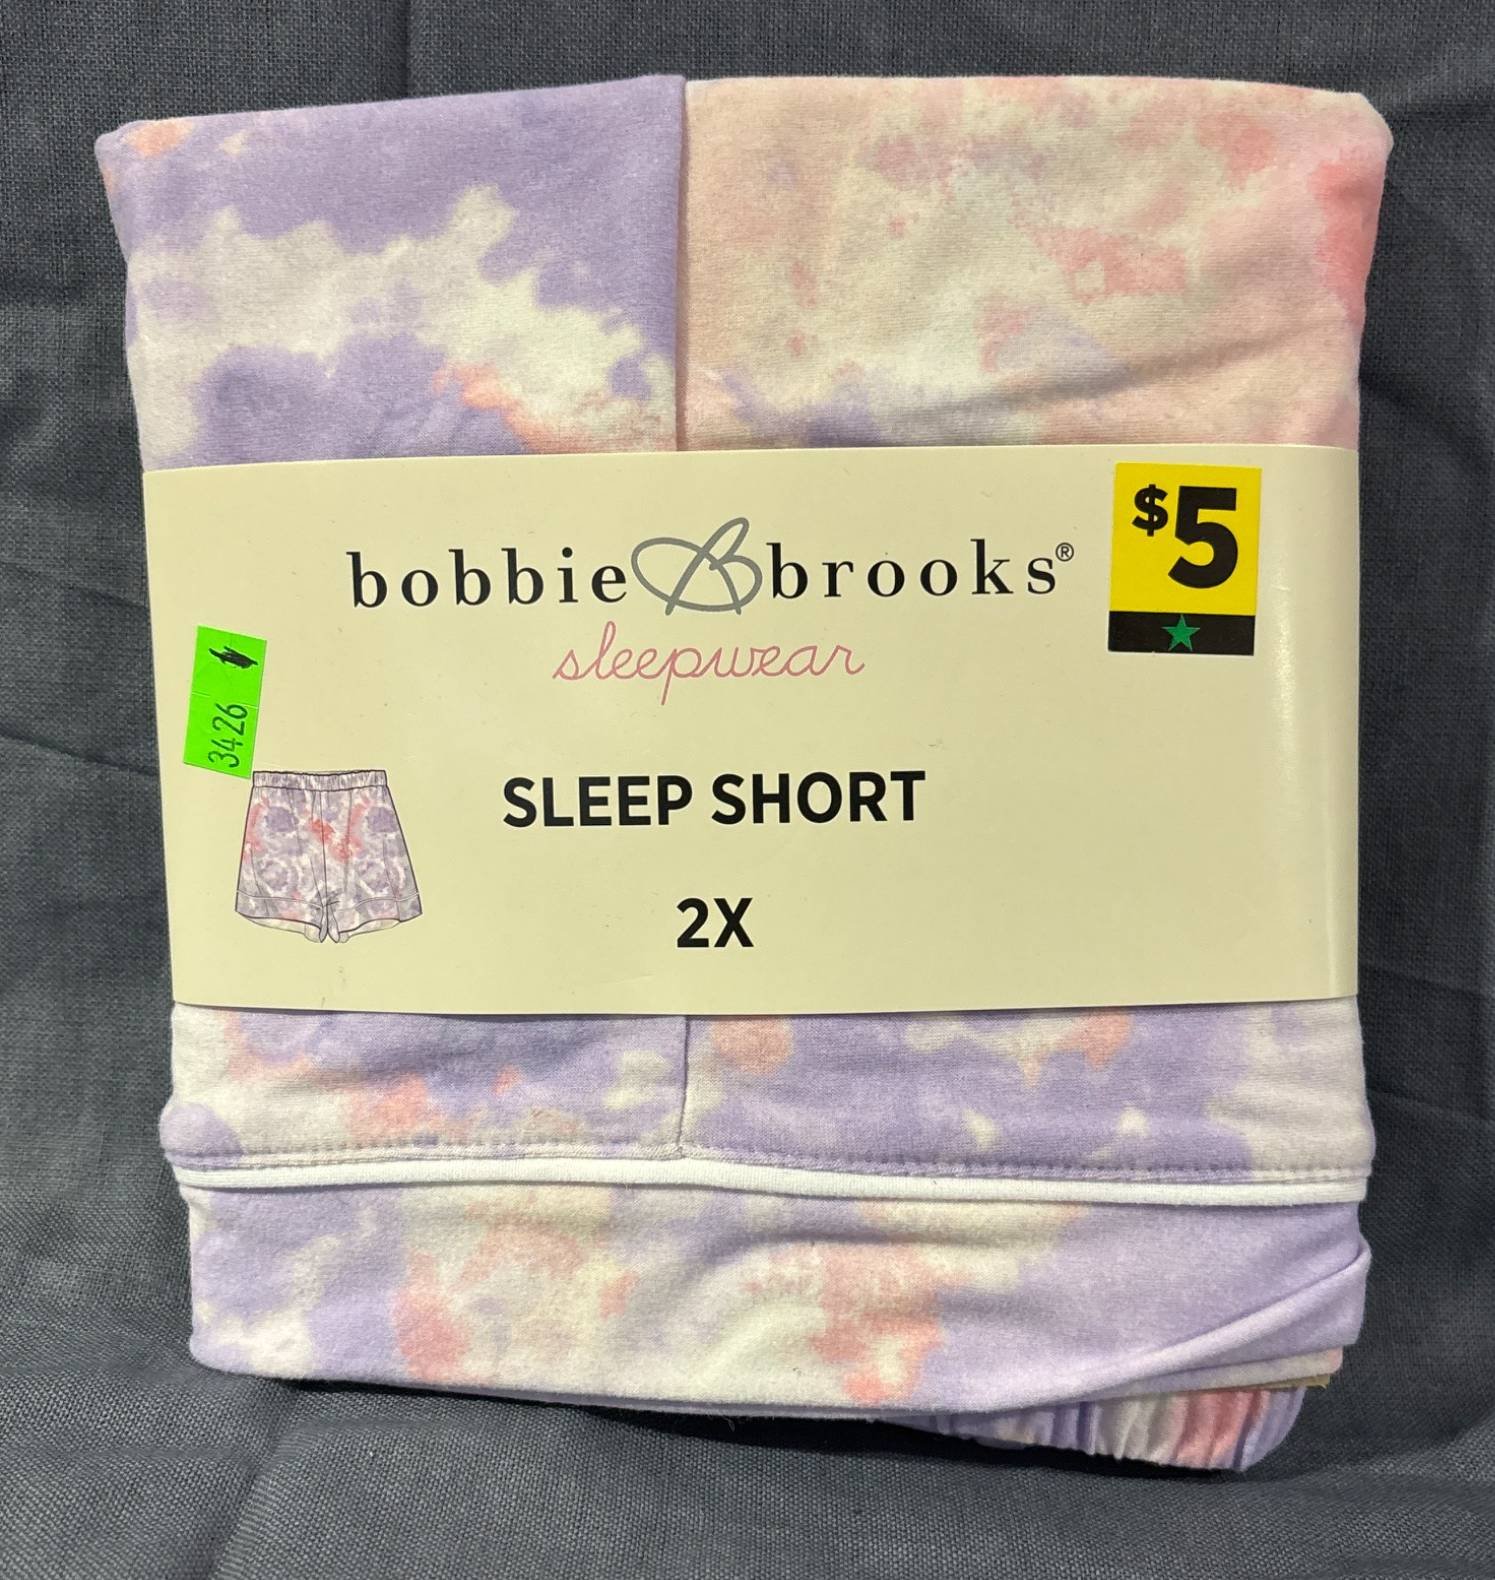 bobbie brooks®
$5
sleepwear
3426
SLEEP SHORT
2X